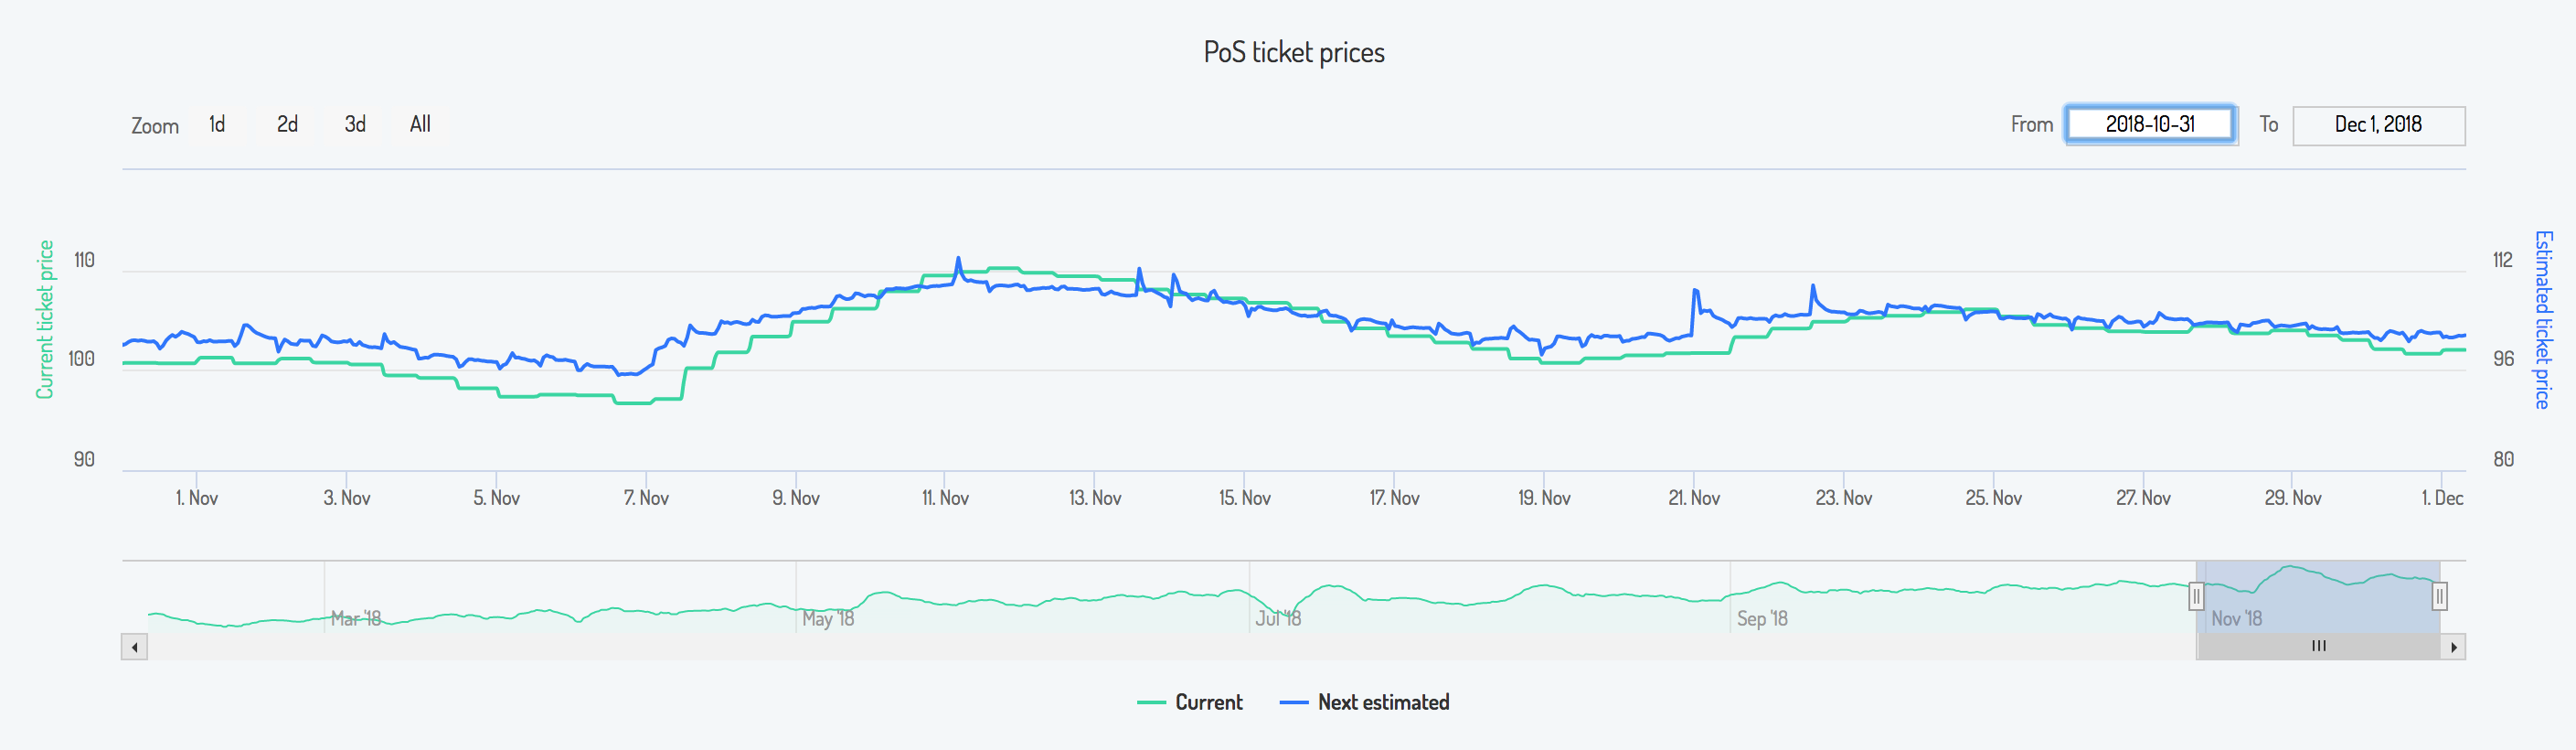 PoS ticket prices
Zoom 1d 2d 3d All From 2018-10-31 To Dec 1, 2018
Current ticket price
110
100
90
112
96
80
Estimated ticket price
1. Nov 3. Nov 5. Nov 7. Nov 9. Nov 11. Nov 13. Nov 15. Nov 17. Nov 19. Nov 21. Nov 23. Nov 25. Nov 27. Nov 29. Nov 1. Dec
Mar '18 May '18 Jul '18 Sep '18 Nov '18
Current Next estimated